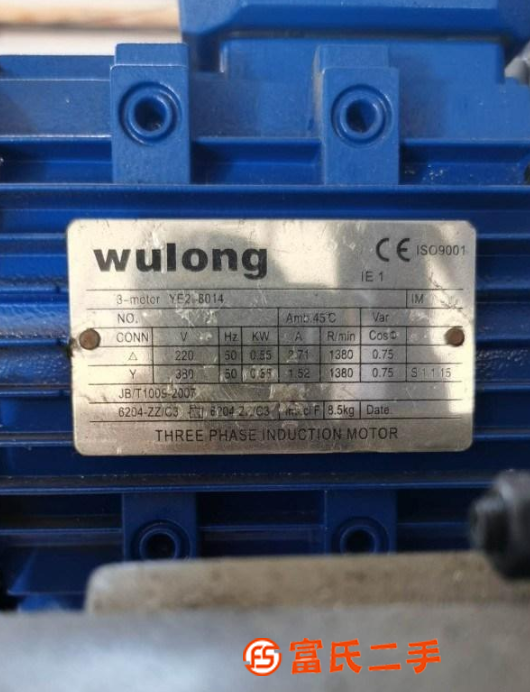 wulong
CE ISO9001
IE 1
3-motor YE2-8014 IM
NO. Amb.45℃ Var
CONN V Hz KW A R/min CosΦ
△ 220 50 0.55 2.71 1380 0.75
Y 380 50 0.55 1.52 1380 0.75 S1.1.15
JB/T1009-2007
6204-ZZ/C3 6204-ZZ/C3 F 8.5kg Date
THREE PHASE INDUCTION MOTOR
FS 富氏二手